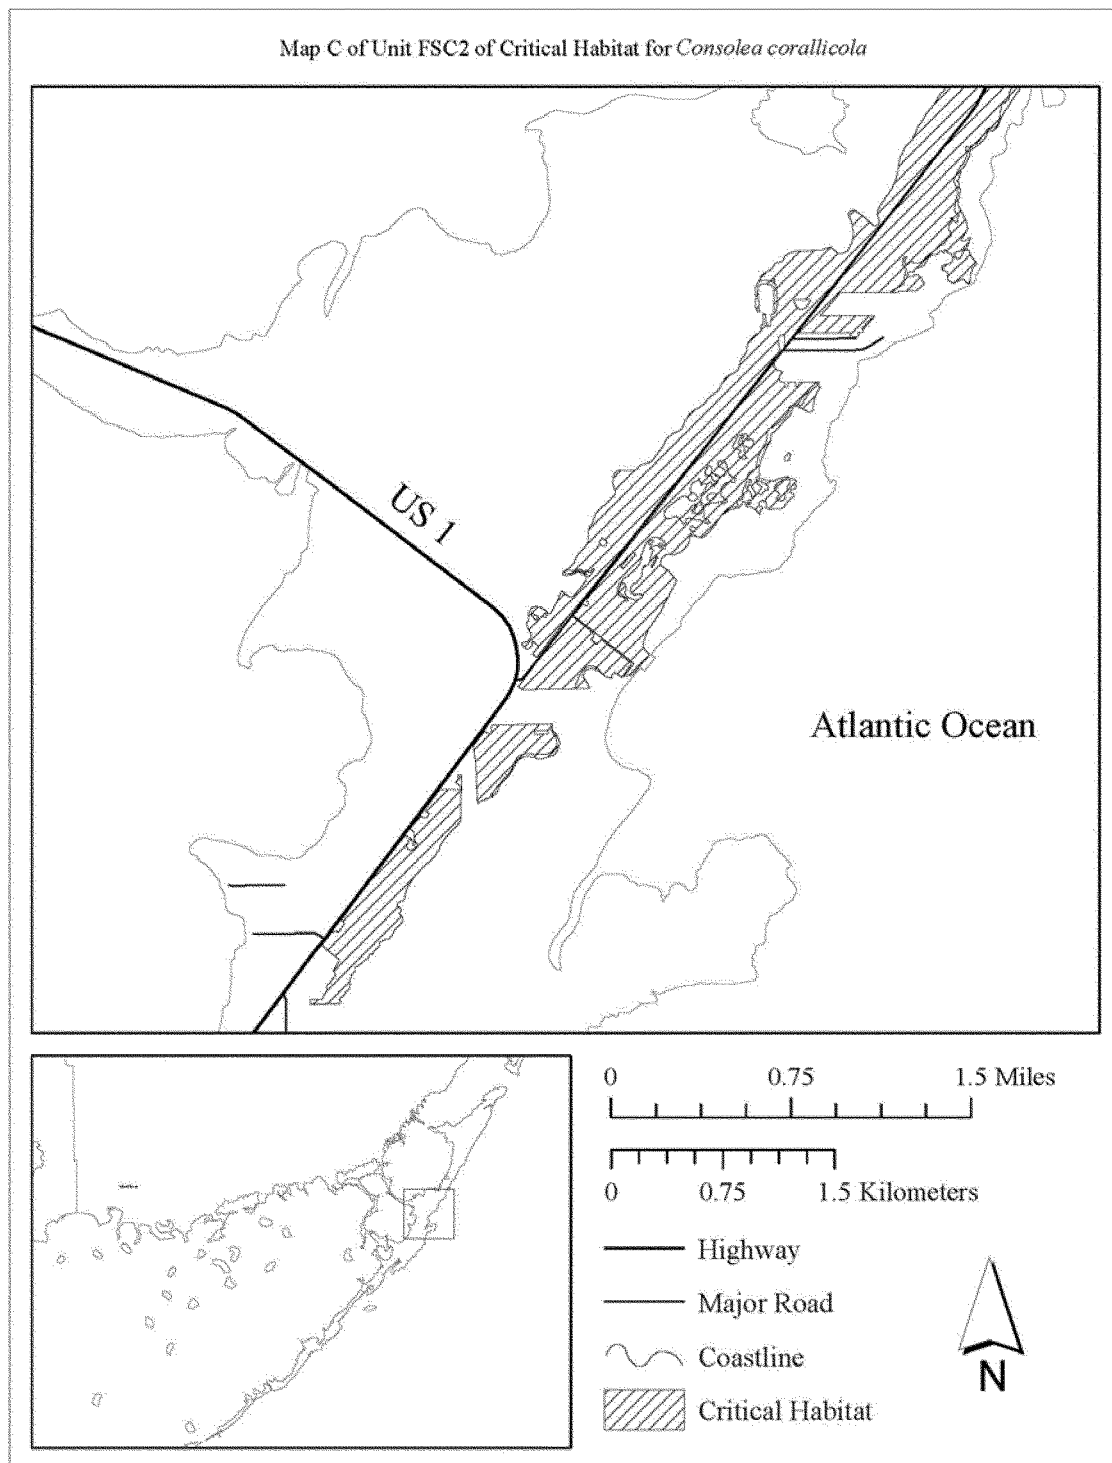 Map C of Unit FSC2 of Critical Habitat for Consolea corallicola
US 1
Atlantic Ocean
0 0.75 1.5 Miles
0 0.75 1.5 Kilometers
Highway
Major Road
Coastline
Critical Habitat
N